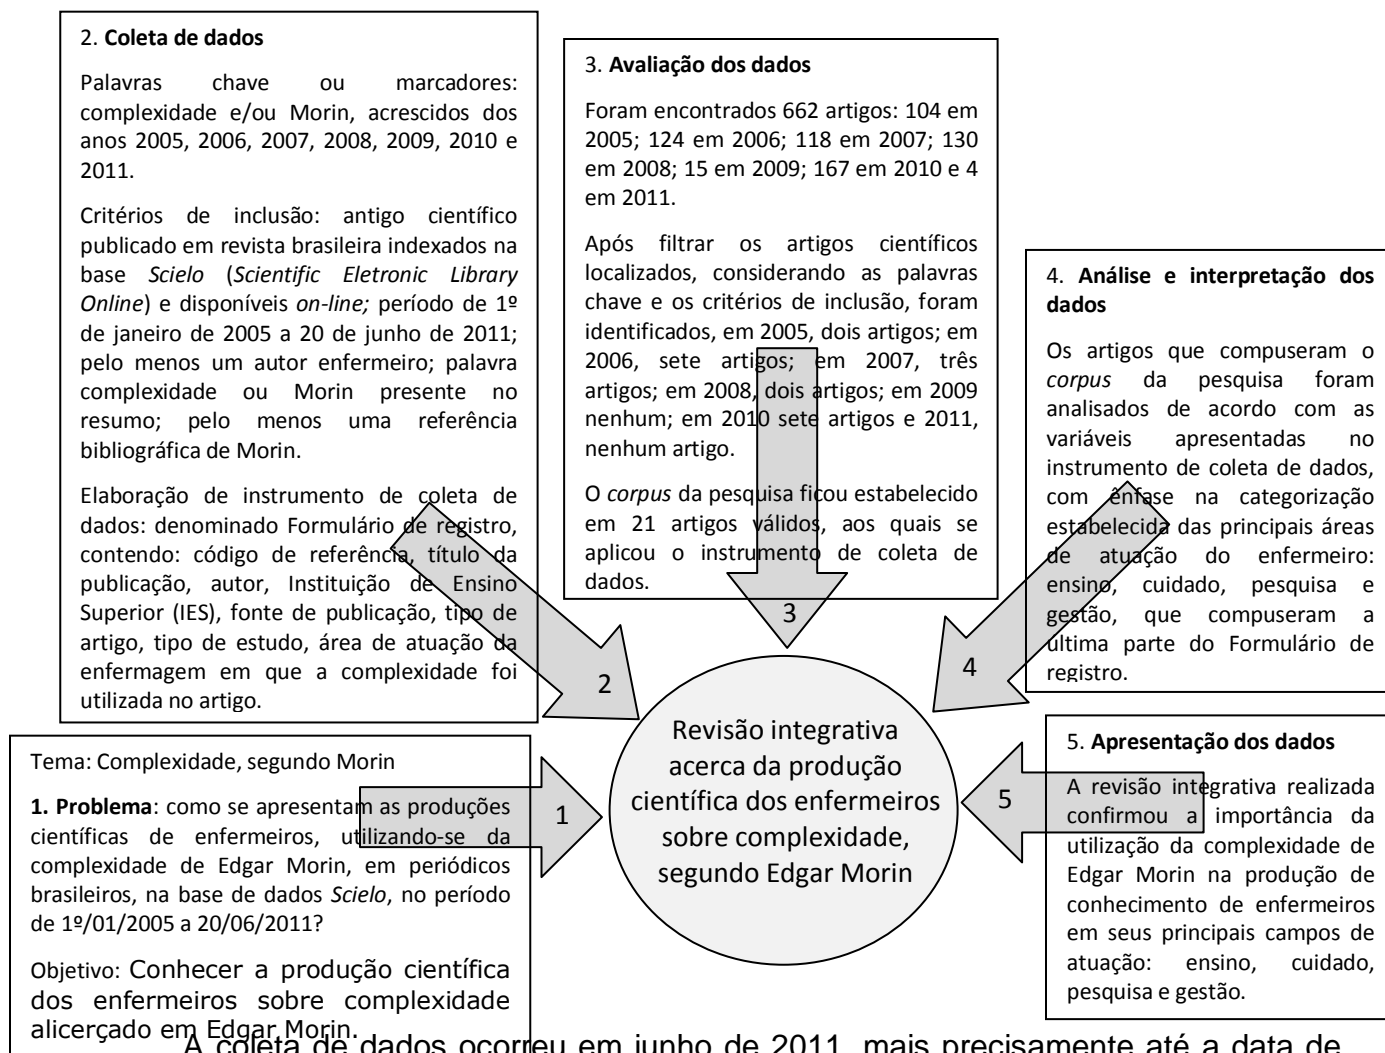 2. Coleta de dados
Palavras chave ou marcadores:
complexidade e/ou Morin, acrescidos dos
anos 2005, 2006, 2007, 2008, 2009, 2010 e
2011.
Critérios de inclusão: antigo científico
publicado em revista brasileira indexados na
base Scielo (Scientific Eletronic Library
Online) e disponíveis on-line; período de 1º
de janeiro de 2005 a 20 de junho de 2011;
pelo menos um autor enfermeiro; palavra
complexidade ou Morin presente no
resumo; pelo menos uma referência
bibliográfica de Morin.
Elaboração de instrumento de coleta de
dados: denominado Formulário de registro,
contendo: código de referência, título da
publicação, autor, Instituição de Ensino
Superior (IES), fonte de publicação, tipo de
artigo, tipo de estudo, área de atuação da
enfermagem em que a complexidade foi
utilizada no artigo.
3. Avaliação dos dados
Foram encontrados 662 artigos: 104 em
2005; 124 em 2006; 118 em 2007; 130
em 2008; 15 em 2009; 167 em 2010 e 4
em 2011.
Após filtrar os artigos científicos
localizados, considerando as palavras
chave e os critérios de inclusão, foram
identificados, em 2005, dois artigos; em
2006, sete artigos; em 2007, três
artigos; em 2008, dois artigos; em 2009
nenhum; em 2010 sete artigos e 2011,
nenhum artigo.
O corpus da pesquisa ficou estabelecido
em 21 artigos válidos, aos quais se
aplicou o instrumento de coleta de
dados.
4. Análise e interpretação dos
dados
Os artigos que compuseram o
corpus da pesquisa foram
analisados de acordo com as
variáveis apresentadas no
instrumento de coleta de dados,
com ênfase na categorização
estabelecida das principais áreas
de atuação do enfermeiro:
ensino, cuidado, pesquisa e
gestão, que compuseram a
última parte do Formulário de
registro.
2
3
4
Tema: Complexidade, segundo Morin
1. Problema: como se apresentam as produções
científicas de enfermeiros, utilizando-se da
complexidade de Edgar Morin, em periódicos
brasileiros, na base de dados Scielo, no período
de 1º/01/2005 a 20/06/2011?
Objetivo: Conhecer a produção científica
dos enfermeiros sobre complexidade
alicerçado em Edgar Morin.
1
Revisão integrativa
acerca da produção
científica dos enfermeiros
sobre complexidade,
segundo Edgar Morin
5
5. Apresentação dos dados
A revisão integrativa realizada
confirmou a importância da
utilização da complexidade de
Edgar Morin na produção de
conhecimento de enfermeiros
em seus principais campos de
atuação: ensino, cuidado,
pesquisa e gestão.
A coleta de dados ocorreu em junho de 2011, mais precisamente até a data de